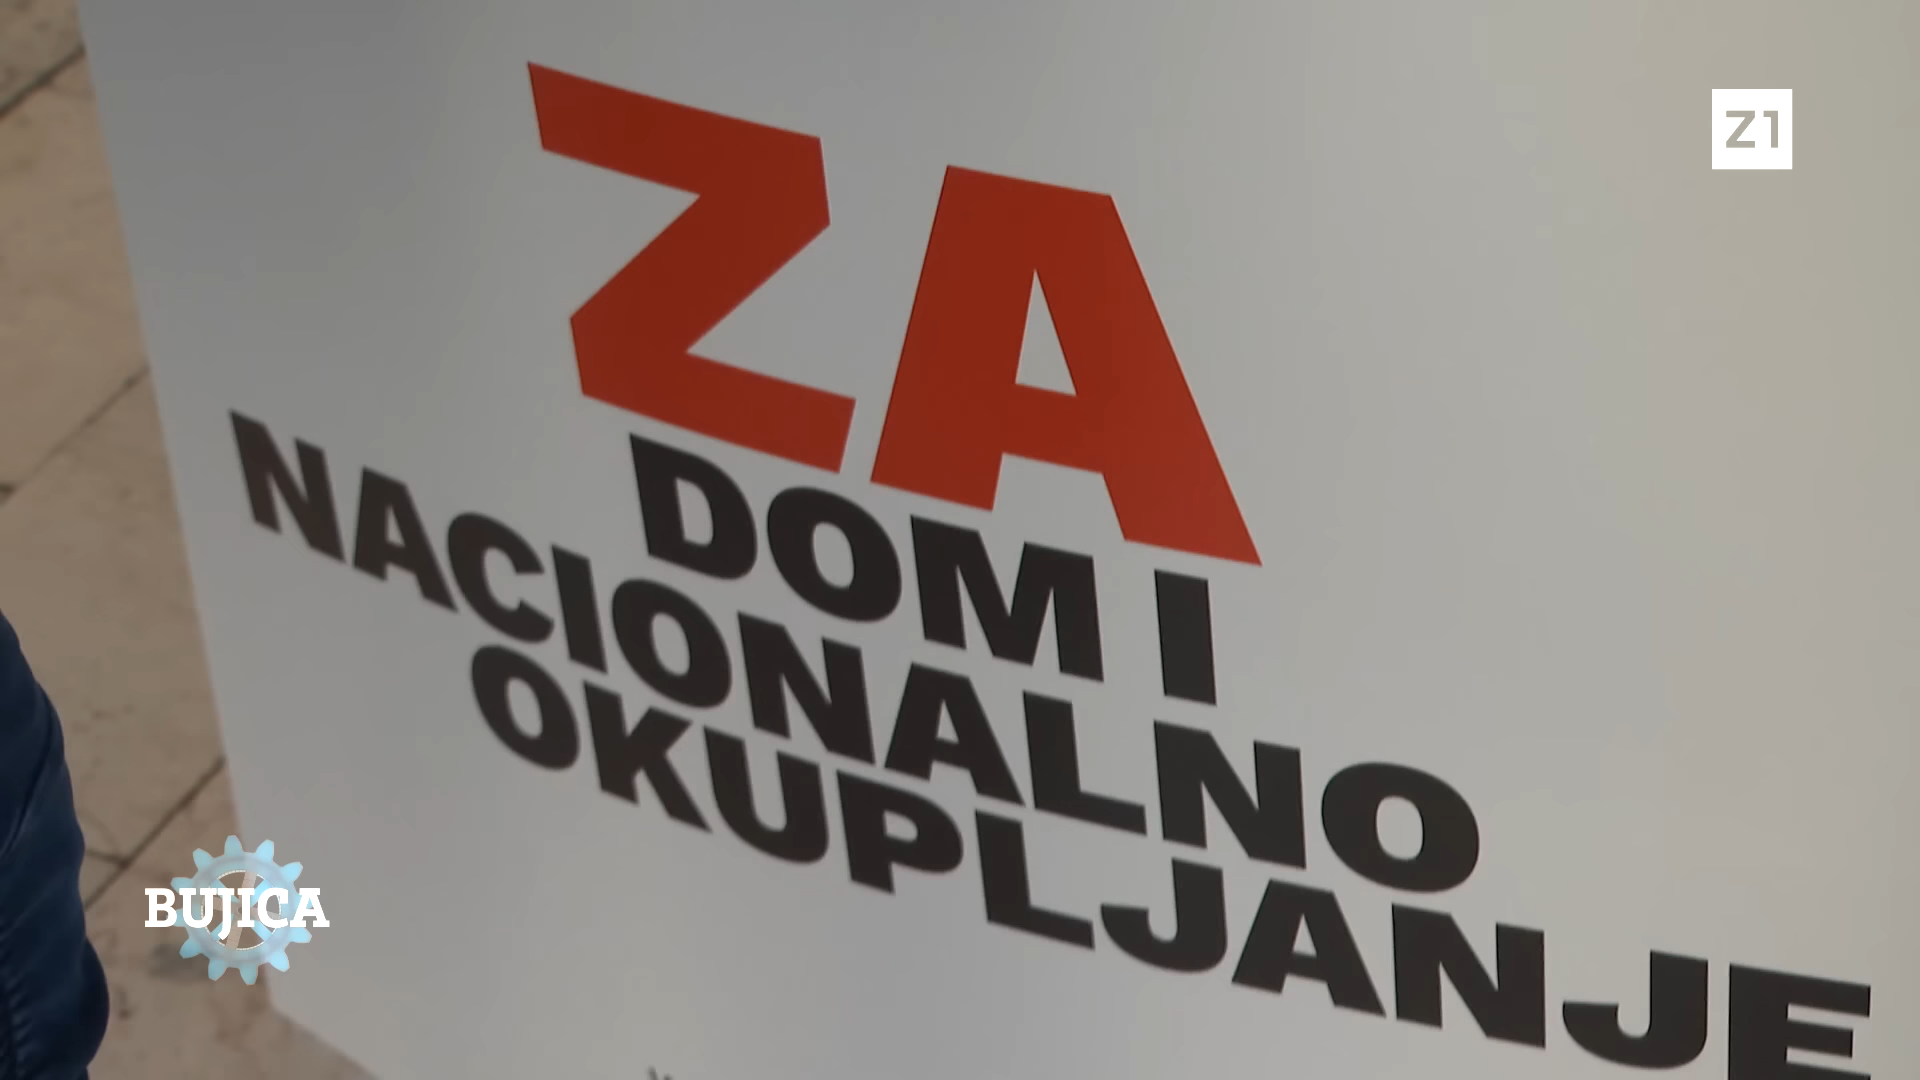 Z1
ZA
DOM I
NACIONALNO
OKUPLJANJE
BUJICA